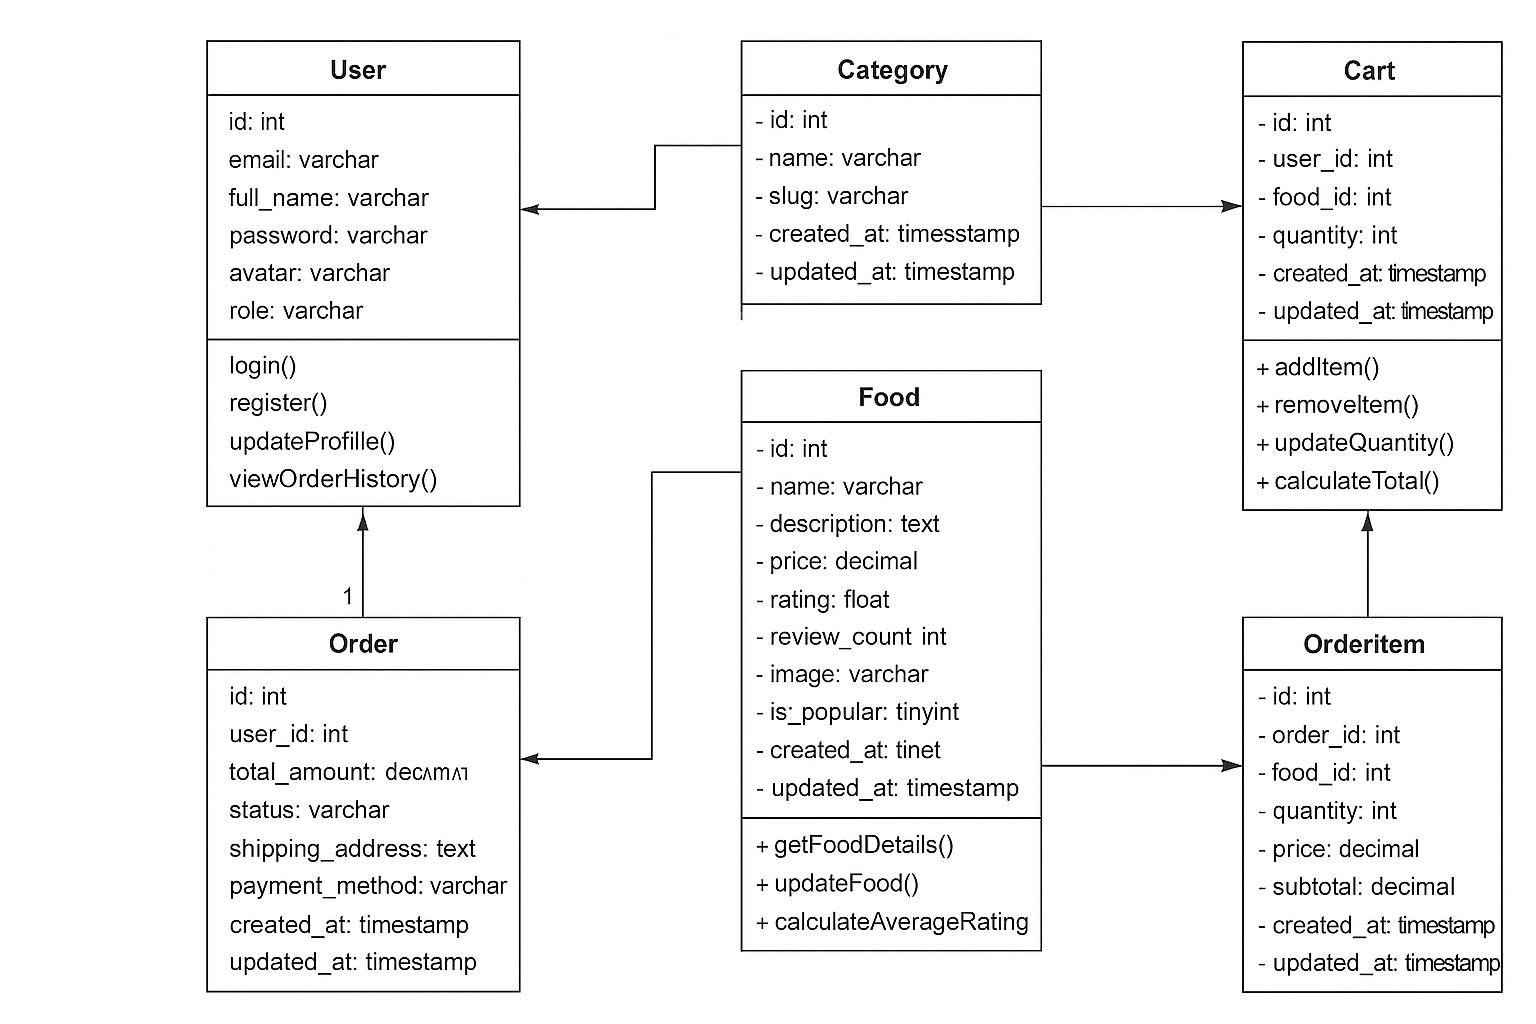 User
id: int
email: varchar
full_name: varchar
password: varchar
avatar: varchar
role: varchar
login()
register()
updateProfille()
viewOrderHistory()
1
Order
id: int
user_id: int
total_amount:
status: varchar
shipping_address: text
payment_method: varchar
created_at: timestamp
updated_at: timestamp
Category
- id: int
- name: varchar
- slug: varchar
- created_at: timesstamp
- updated_at: timestamp
Food
- id: int
- name: varchar
- description: text
- price: decimal
- rating: float
- review_count int
- image: varchar
- is_popular: tinyint
- created_at: tinet
- updated_at: timestamp
+ getFoodDetails()
+ updateFood()
+ calculateAverageRating
Cart
- id: int
- user_id: int
- food_id: int
- quantity: int
- created_at: timestamp
- updated_at: timestamp
+ addItem()
+ removeItem()
+ updateQuantity()
+ calculateTotal()
Orderitem
- id: int
- order_id: int
- food_id: int
- quantity: int
- price: decimal
- subtotal: decimal
- created_at: timestamp
- updated_at: timestamp